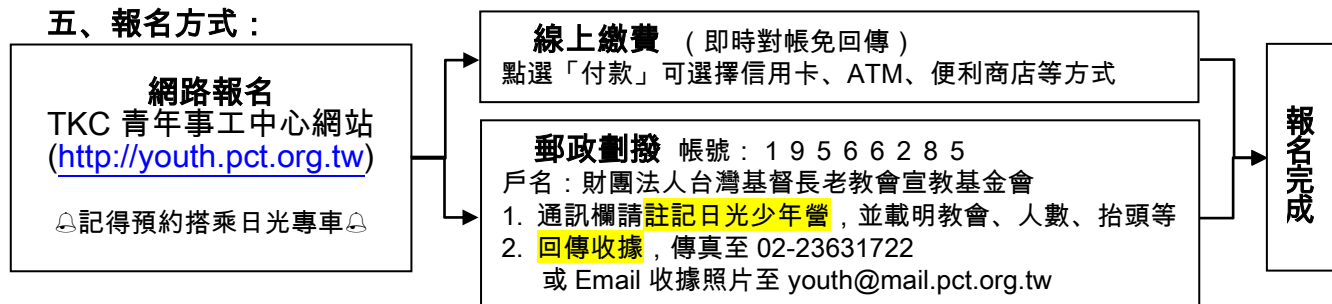 五、報名方式：
網路報名
TKC 青年事工中心網站
(http://youth.pct.org.tw)
🔔記得預約搭乘日光專車🔔
線上繳費 （即時對帳免回傳）
點選「付款」可選擇信用卡、ATM、便利商店等方式
郵政劃撥 帳號：１９５６６２８５
戶名：財團法人台灣基督長老教會宣教基金會
1. 通訊欄請註記日光少年營，並載明教會、人數、抬頭等
2. 回傳收據，傳真至 02-23631722
或 Email 收據照片至 youth@mail.pct.org.tw
報名完成